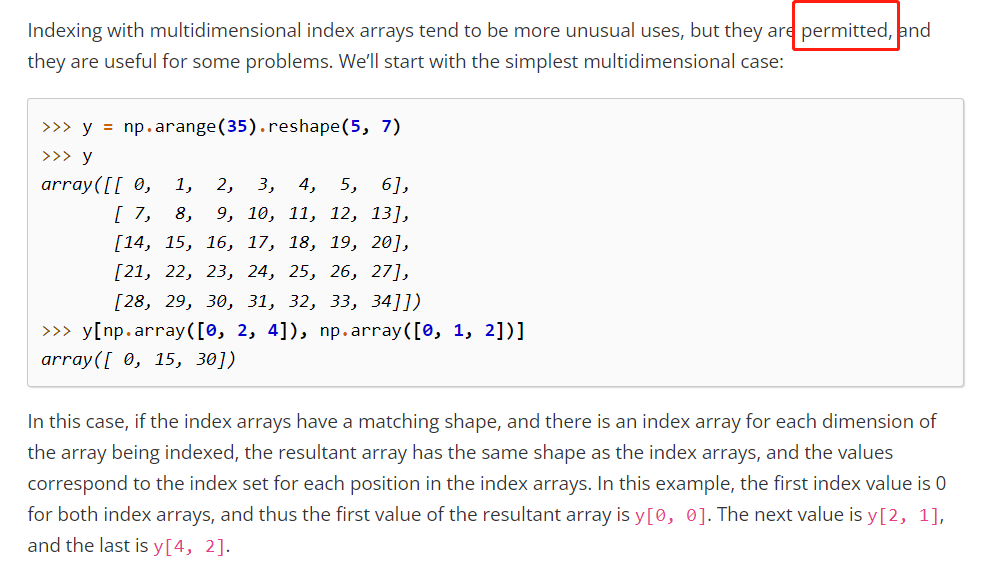 Indexing with multidimensional index arrays tend to be more unusual uses, but they are permitted, and
they are useful for some problems. We’ll start with the simplest multidimensional case:
>>> y = np.arange(35).reshape(5, 7)
>>> y
array([[ 0,  1,  2,  3,  4,  5,  6],
       [ 7,  8,  9, 10, 11, 12, 13],
       [14, 15, 16, 17, 18, 19, 20],
       [21, 22, 23, 24, 25, 26, 27],
       [28, 29, 30, 31, 32, 33, 34]])
>>> y[np.array([0, 2, 4]), np.array([0, 1, 2])]
array([ 0, 15, 30])
In this case, if the index arrays have a matching shape, and there is an index array for each dimension of
the array being indexed, the resultant array has the same shape as the index arrays, and the values
correspond to the index set for each position in the index arrays. In this example, the first index value is 0
for both index arrays, and thus the first value of the resultant array is y[0, 0]. The next value is y[2, 1],
and the last is y[4, 2].